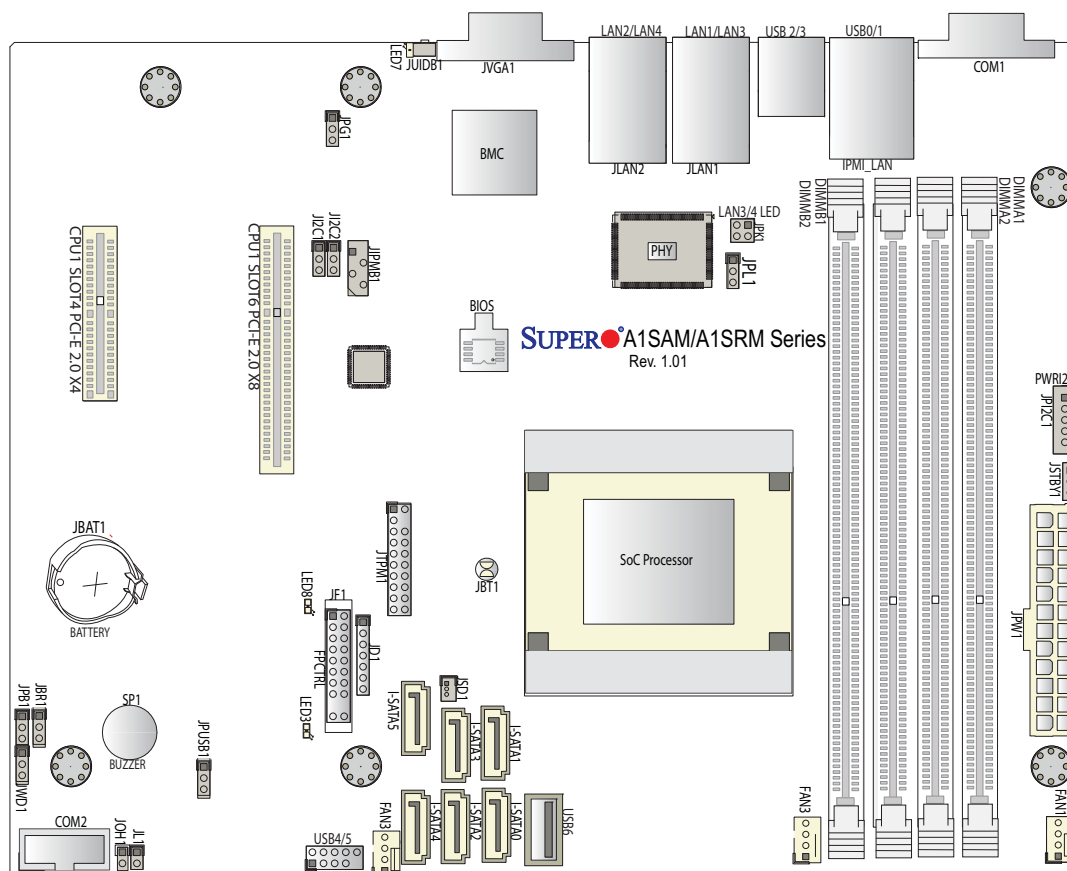 LED7
JUIDB1
JVGA1
LAN2/LAN4
LAN1/LAN3
USB 2/3
USB0/1
COM1
JPG1
BMC
JLAN2
JLAN1
IPMI_LAN
DIMMB1
DIMMB2
DIMMA1
DIMMA2
CPU1 SLOT4 PCI-E 2.0 X4
CPU1 SLOT6 PCI-E 2.0 X8
JI2C1
JI2C2
JIPMB1
PHY
LAN3/4 LED
JPK1
JPL1
BIOS
SUPER A1SAM/A1SRM Series
Rev. 1.01
PWRI2
JPI2C1
JSTBY1
JBAT1
BATTERY
JTPM1
JBT1
SoC Processor
LED8
JF1
FPCTRL
JD1
JPW1
JSD1
LED3
I-SATA5
I-SATA3
I-SATA1
JPB1
JBR1
SP1
BUZZER
JPUSB1
JWD1
COM2
JOH1
JL1
USB4/5
FAN3
I-SATA4
I-SATA2
I-SATA0
USB6
FAN3
FAN1